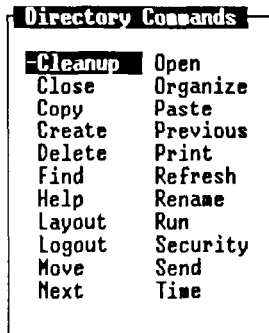 Directory Commands
-Cleanup Open
Close Organize
Copy Paste
Create Previous
Delete Print
Find Refresh
Help Rename
Layout Run
Logout Security
Move Send
Next Time